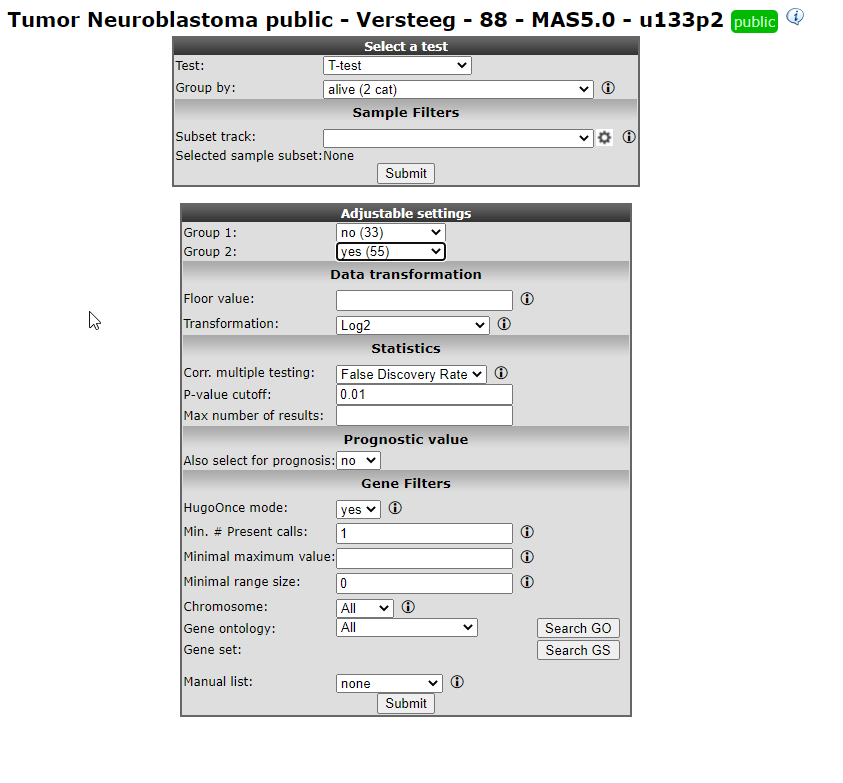 Tumor Neuroblastoma public - Versteeg - 88 - MAS5.0 - u133p2 public
Select a test
Test: T-test
Group by: alive (2 cat)
Sample Filters
Subset track:
Selected sample subset:None
Submit
Adjustable settings
Group 1: no (33)
Group 2: yes (55)
Data transformation
Floor value:
Transformation: Log2
Statistics
Corr. multiple testing: False Discovery Rate
P-value cutoff: 0.01
Max number of results:
Prognostic value
Also select for prognosis: no
Gene Filters
HugoOnce mode: yes
Min. # Present calls: 1
Minimal maximum value:
Minimal range size: 0
Chromosome: All
Gene ontology: All Search GO
Gene set: Search GS
Manual list: none
Submit